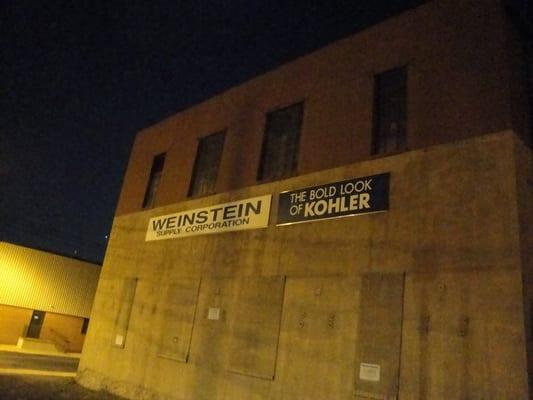 WEINSTEIN
SUPPLY CORPORATION
THE BOLD LOOK
OF KOHLER